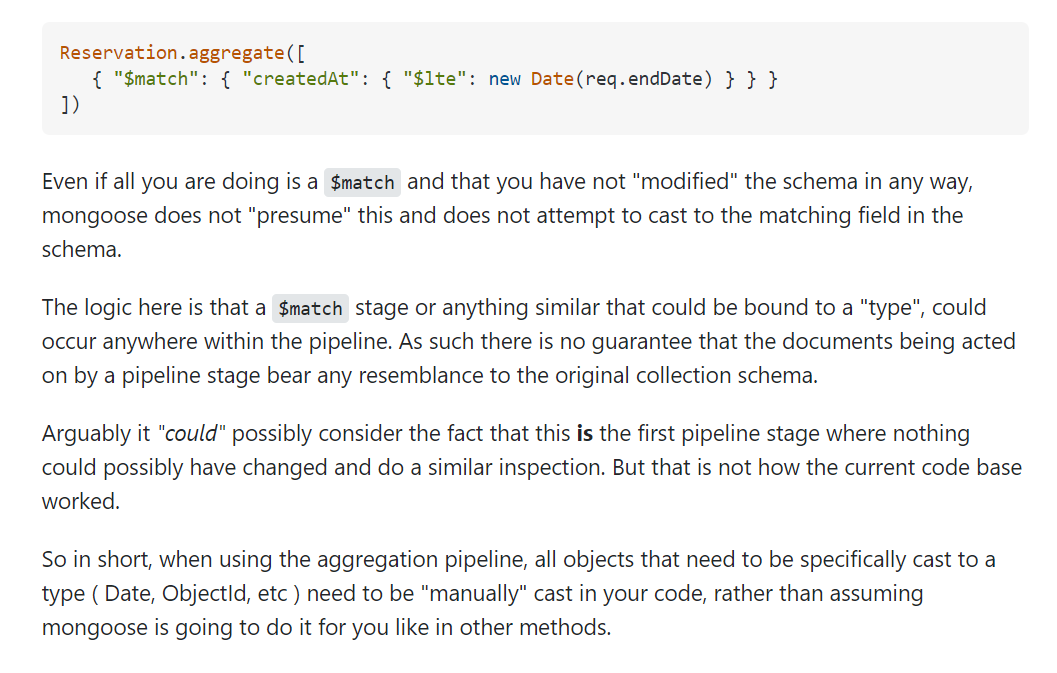 Reservation.aggregate([
   { "$match": { "createdAt": { "$lte": new Date(req.endDate) } } }
])
Even if all you are doing is a $match and that you have not "modified" the schema in any way,
mongoose does not "presume" this and does not attempt to cast to the matching field in the
schema.
The logic here is that a $match stage or anything similar that could be bound to a "type", could
occur anywhere within the pipeline. As such there is no guarantee that the documents being acted
on by a pipeline stage bear any resemblance to the original collection schema.
Arguably it "could" possibly consider the fact that this is the first pipeline stage where nothing
could possibly have changed and do a similar inspection. But that is not how the current code base
worked.
So in short, when using the aggregation pipeline, all objects that need to be specifically cast to a
type ( Date, ObjectId, etc ) need to be "manually" cast in your code, rather than assuming
mongoose is going to do it for you like in other methods.